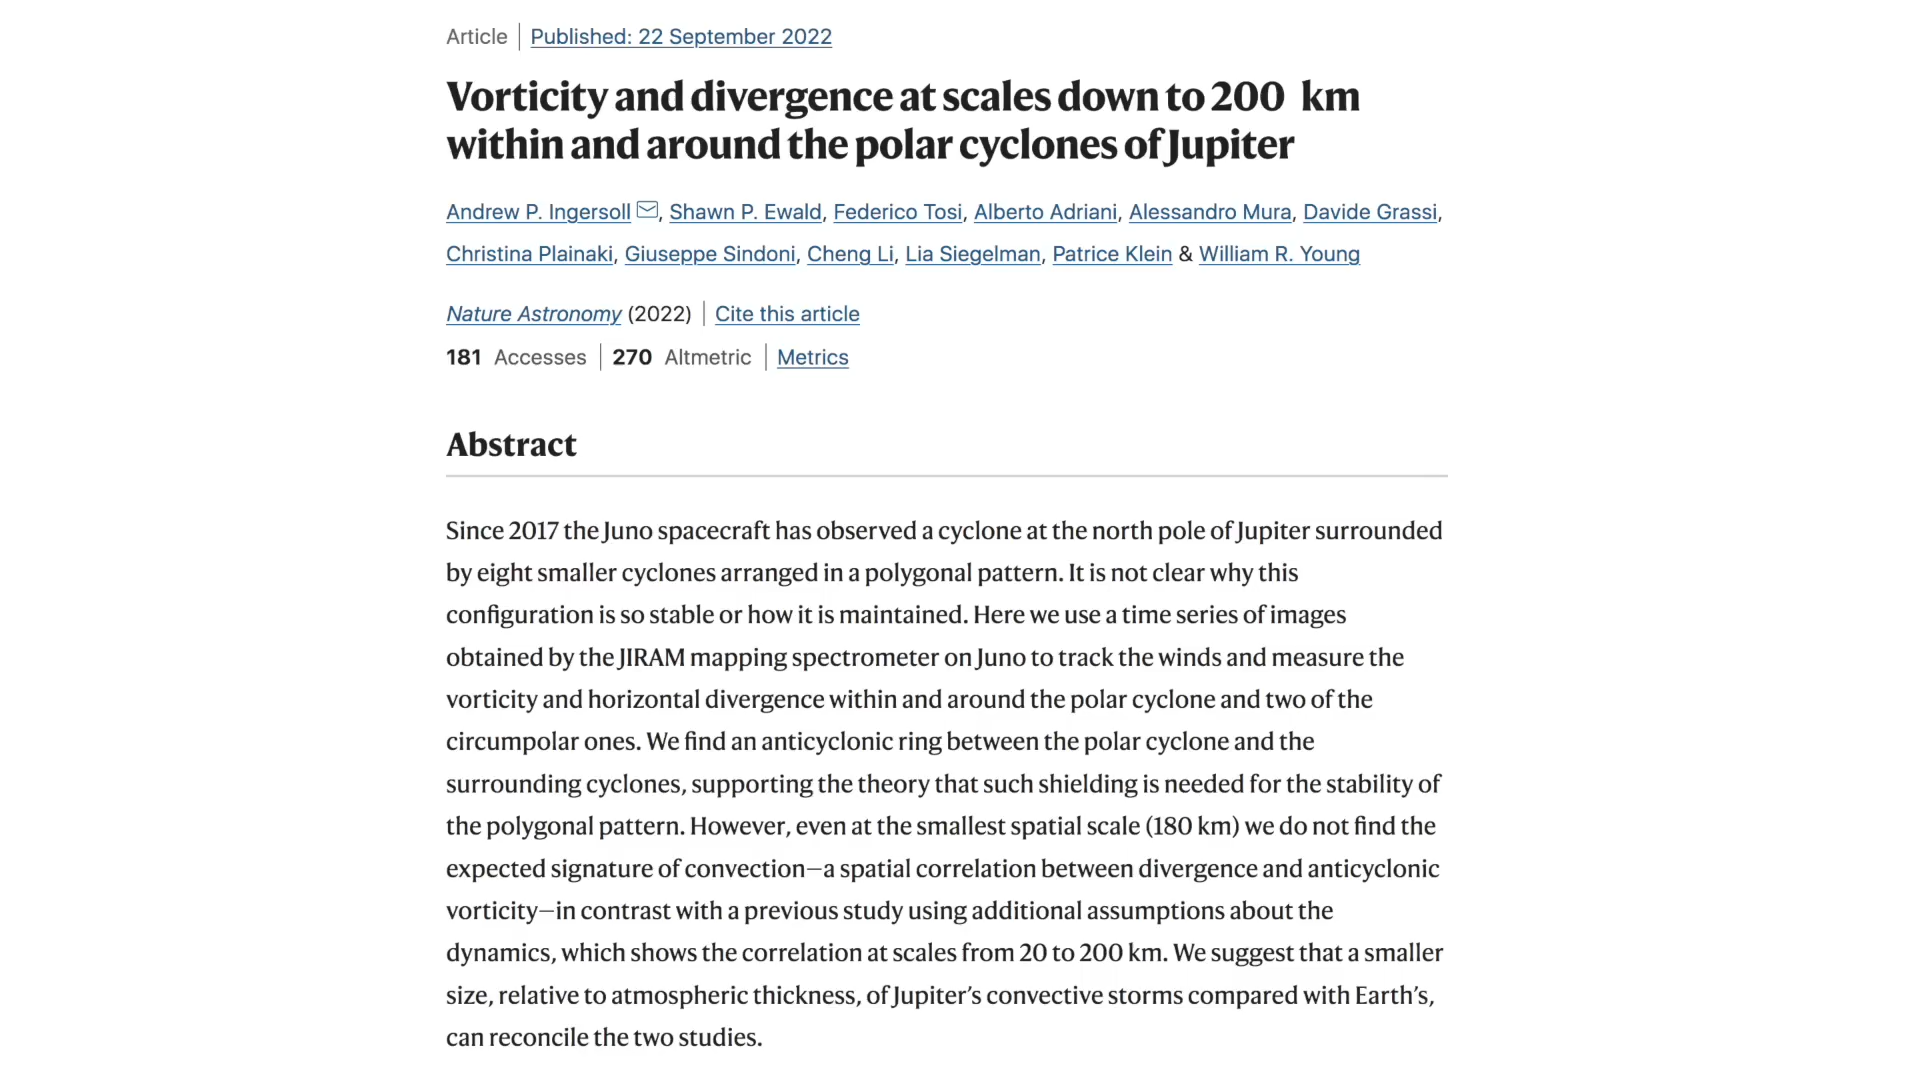 Article | Published: 22 September 2022
Vorticity and divergence at scales down to 200 km
within and around the polar cyclones of Jupiter
Andrew P. Ingersoll, Shawn P. Ewald, Federico Tosi, Alberto Adriani, Alessandro Mura, Davide Grassi,
Christina Plainaki, Giuseppe Sindoni, Cheng Li, Lia Siegelman, Patrice Klein & William R. Young
Nature Astronomy (2022) | Cite this article
181 Accesses | 270 Altmetric | Metrics
Abstract
Since 2017 the Juno spacecraft has observed a cyclone at the north pole of Jupiter surrounded
by eight smaller cyclones arranged in a polygonal pattern. It is not clear why this
configuration is so stable or how it is maintained. Here we use a time series of images
obtained by the JIRAM mapping spectrometer on Juno to track the winds and measure the
vorticity and horizontal divergence within and around the polar cyclone and two of the
circumpolar ones. We find an anticyclonic ring between the polar cyclone and the
surrounding cyclones, supporting the theory that such shielding is needed for the stability of
the polygonal pattern. However, even at the smallest spatial scale (180 km) we do not find the
expected signature of convection—a spatial correlation between divergence and anticyclonic
vorticity—in contrast with a previous study using additional assumptions about the
dynamics, which shows the correlation at scales from 20 to 200 km. We suggest that a smaller
size, relative to atmospheric thickness, of Jupiter’s convective storms compared with Earth’s,
can reconcile the two studies.